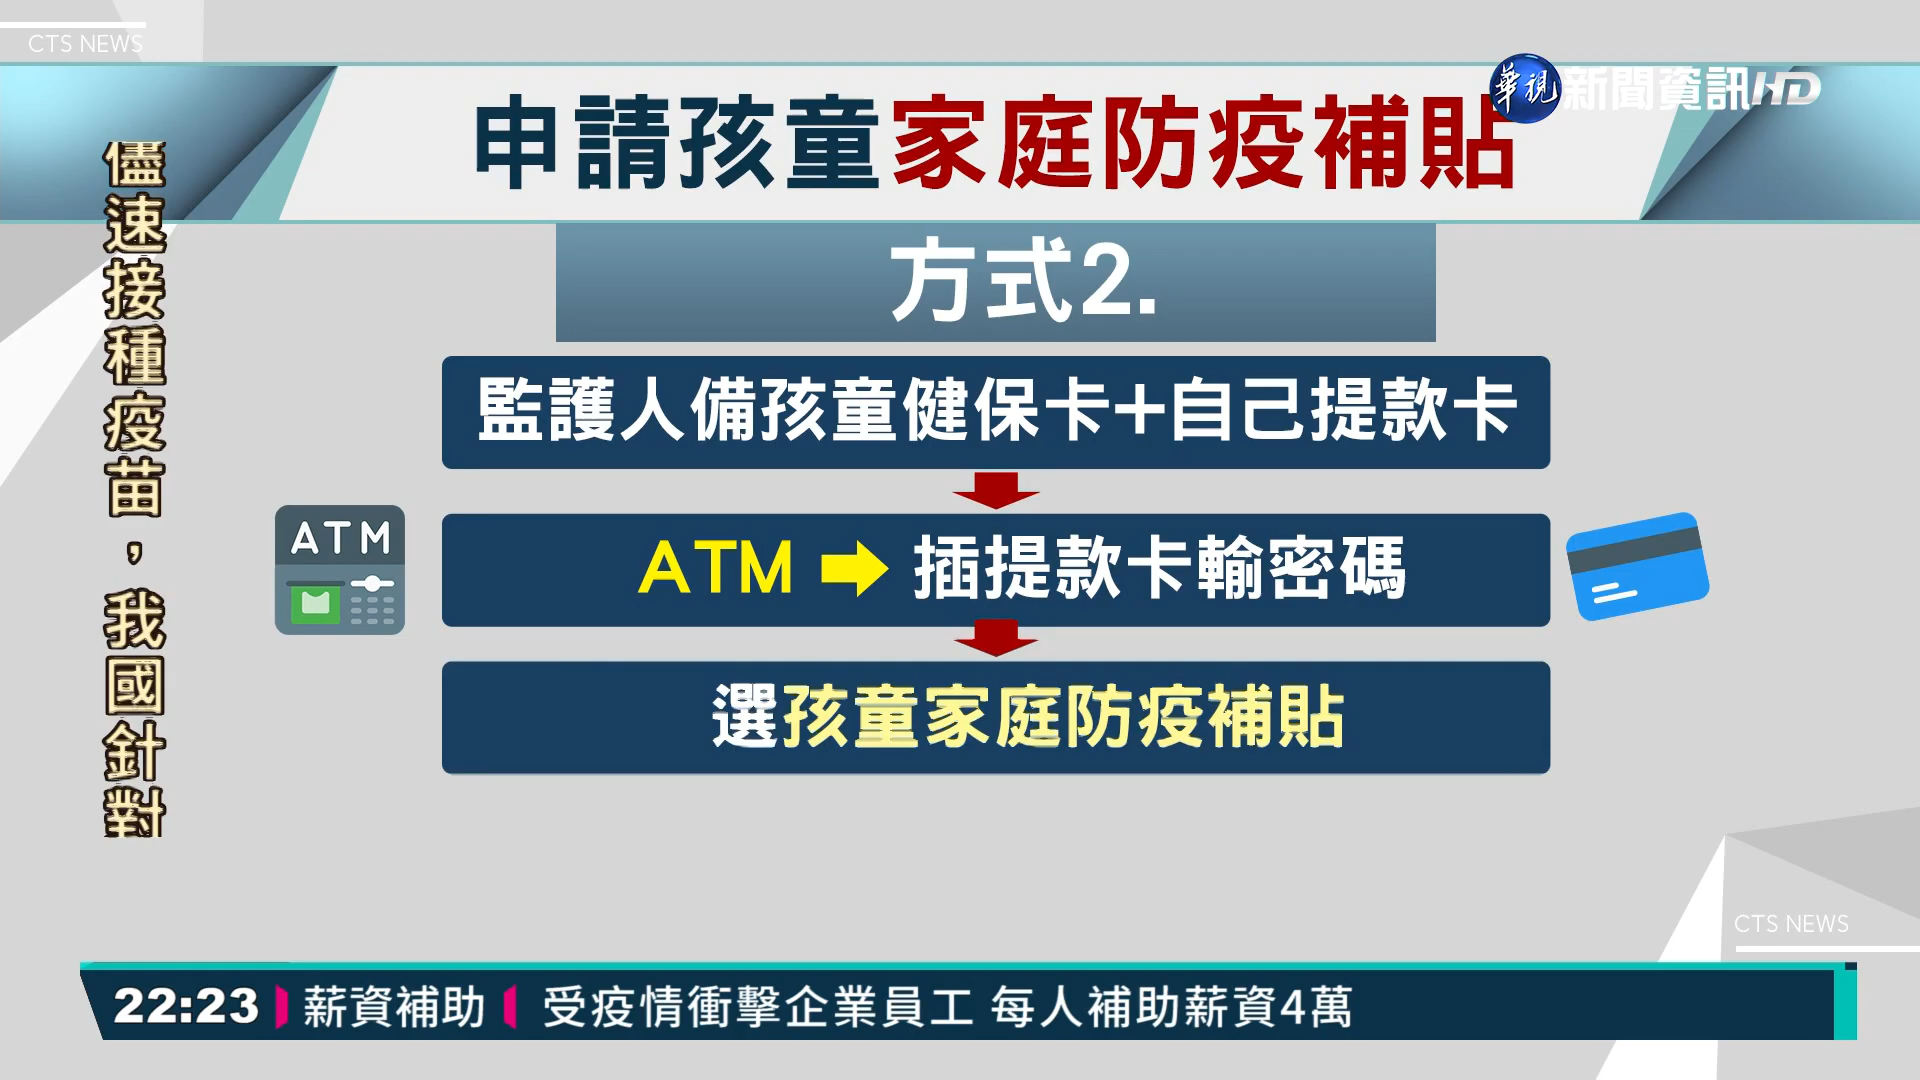 CTS NEWS
華視新聞資訊HD
申請孩童家庭防疫補貼
儘速接種疫苗，我國針對
方式2.
監護人備孩童健保卡+自己提款卡
ATM
ATM 插提款卡輸密碼
選孩童家庭防疫補貼
CTS NEWS
22:23 薪資補助 受疫情衝擊企業員工 每人補助薪資4萬